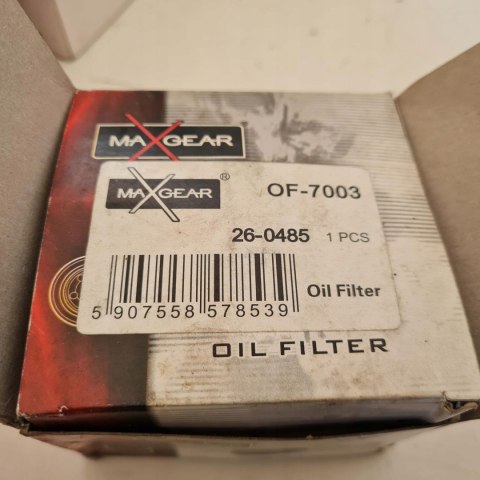 MAXGEAR
MAXGEAR ® OF-7003
26-0485 1 PCS
5 907558 578539 Oil Filter
OIL FILTER